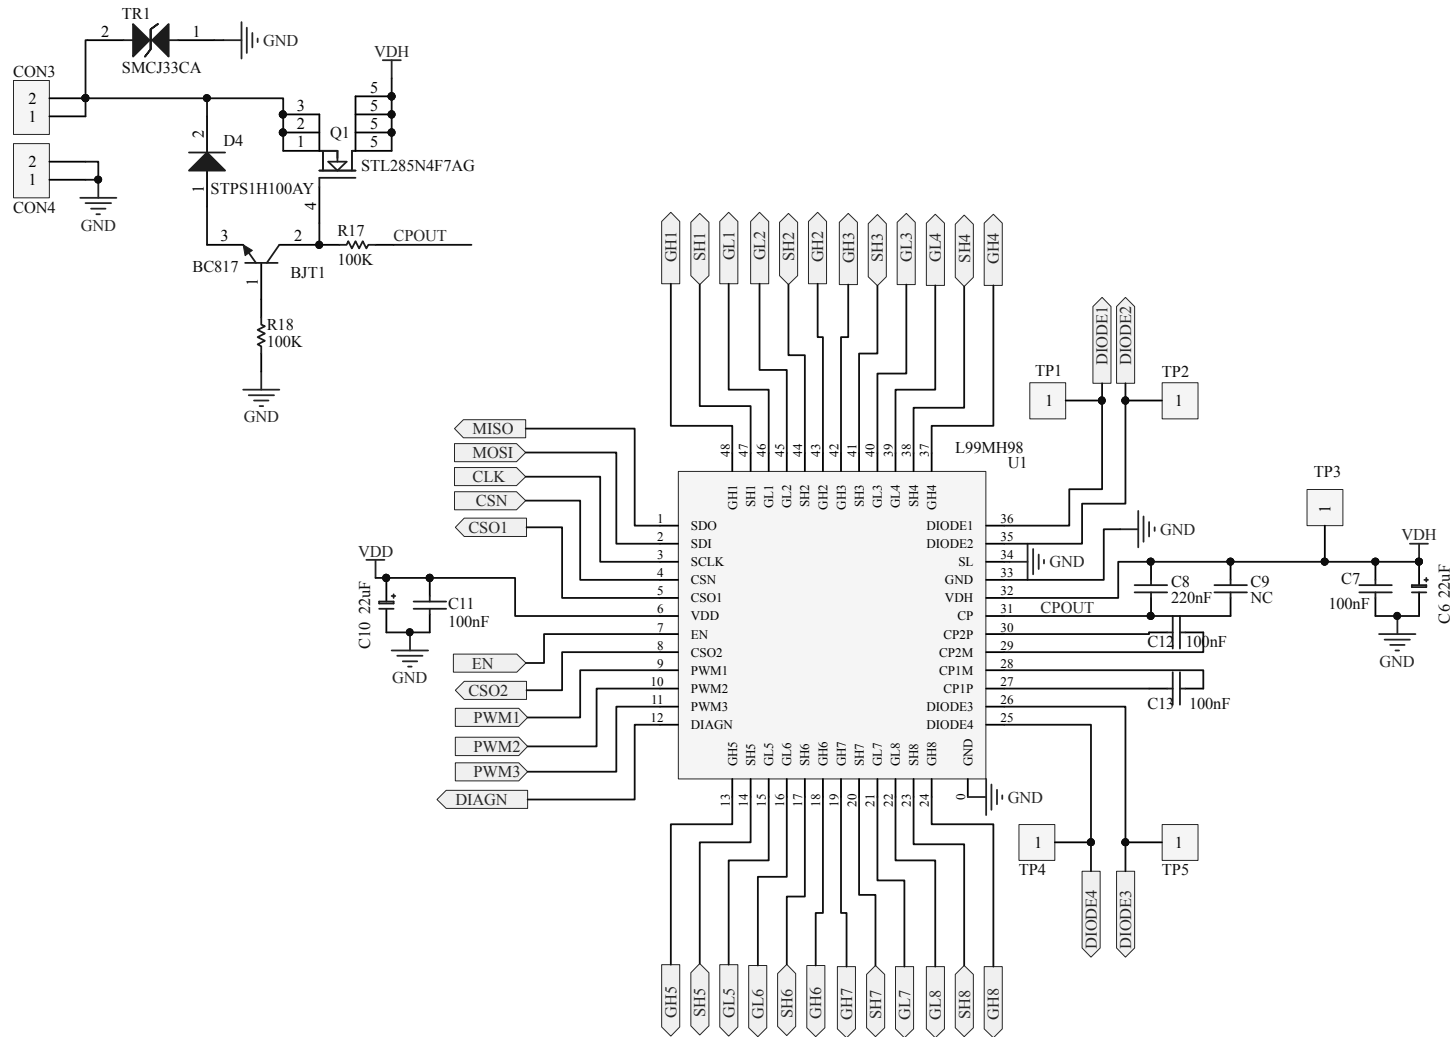 TR1
2
1
GND
SMCJ33CA
VDH
CON3
2
1
3
2
1
Q1
5
5
5
5
STL285N4F7AG
2
D4
1
STPS1H100AY
2
1
CON4
GND
4
3
2
R17
100K
CPOUT
BC817
BJT1
1
R18
100K
GND
GH1
SH1
GL1
GL2
SH2
GH2
GH3
SH3
GL3
GL4
SH4
GH4
DIODE1
DIODE2
TP1
1
TP2
1
TP3
1
L99MH98
U1
48
47
46
45
44
43
42
41
40
39
38
37
GH1
SH1
GL1
GL2
SH2
GH2
GH3
SH3
GL3
GL4
SH4
GH4
MISO
MOSI
CLK
CSN
CSO1
EN
CSO2
PWM1
PWM2
PWM3
DIAGN
1 SDO
2 SDI
3 SCLK
4 CSN
5 CSO1
6 VDD
7 EN
8 CSO2
9 PWM1
10 PWM2
11 PWM3
12 DIAGN
VDD
C10 22uF
+
C11
100nF
GND
DIODE1 36
DIODE2 35
SL 34
GND 33
VDH 32
CP 31
CP2P 30
CP2M 29
CP1M 28
CP1P 27
DIODE3 26
DIODE4 25
GND
GND
CPOUT
C8
220nF
C9
NC
C7
100nF
VDH
+
C6 22uF
GND
C12 100nF
C13 100nF
GH5
SH5
GL5
GL6
SH6
GH6
GH7
SH7
GL7
GL8
SH8
GH8
GND
13
14
15
16
17
18
19
20
21
22
23
24
0
GND
1
TP4
1
TP5
DIODE4
DIODE3
GH5
SH5
GL5
GL6
SH6
GH6
GH7
SH7
GL7
GL8
SH8
GH8